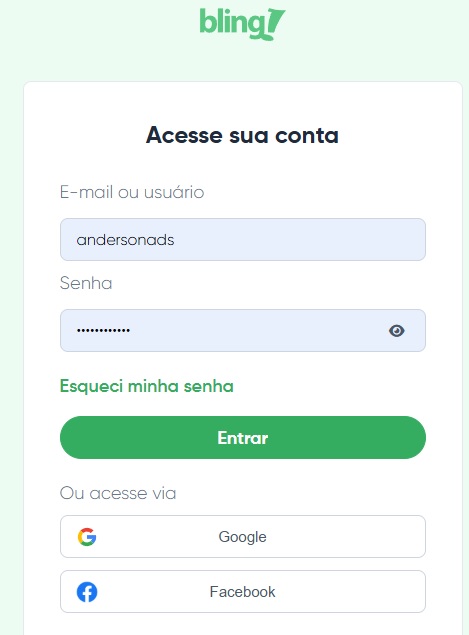 bling!
Acesse sua conta
E-mail ou usuário
andersonads
Senha
••••••••••••
Esqueci minha senha
Entrar
Ou acesse via
Google
Facebook